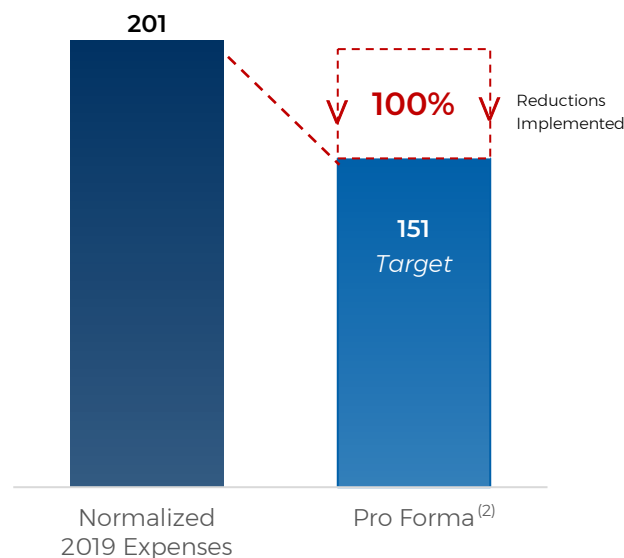 201
100%
Reductions
Implemented
151
Target
Normalized
2019 Expenses
Pro Forma(2)